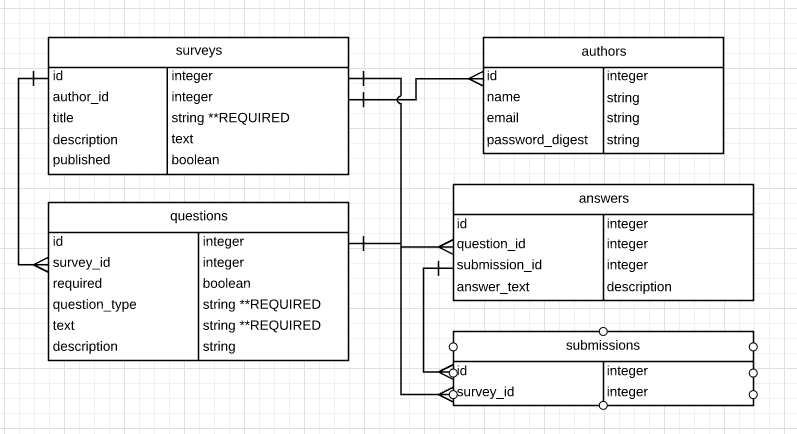 surveys
id integer
author_id integer
title string **REQUIRED
description text
published boolean
authors
id integer
name string
email string
password_digest string
questions
id integer
survey_id integer
required boolean
question_type string **REQUIRED
text string **REQUIRED
description string
answers
id integer
question_id integer
submission_id integer
answer_text description
submissions
id integer
survey_id integer